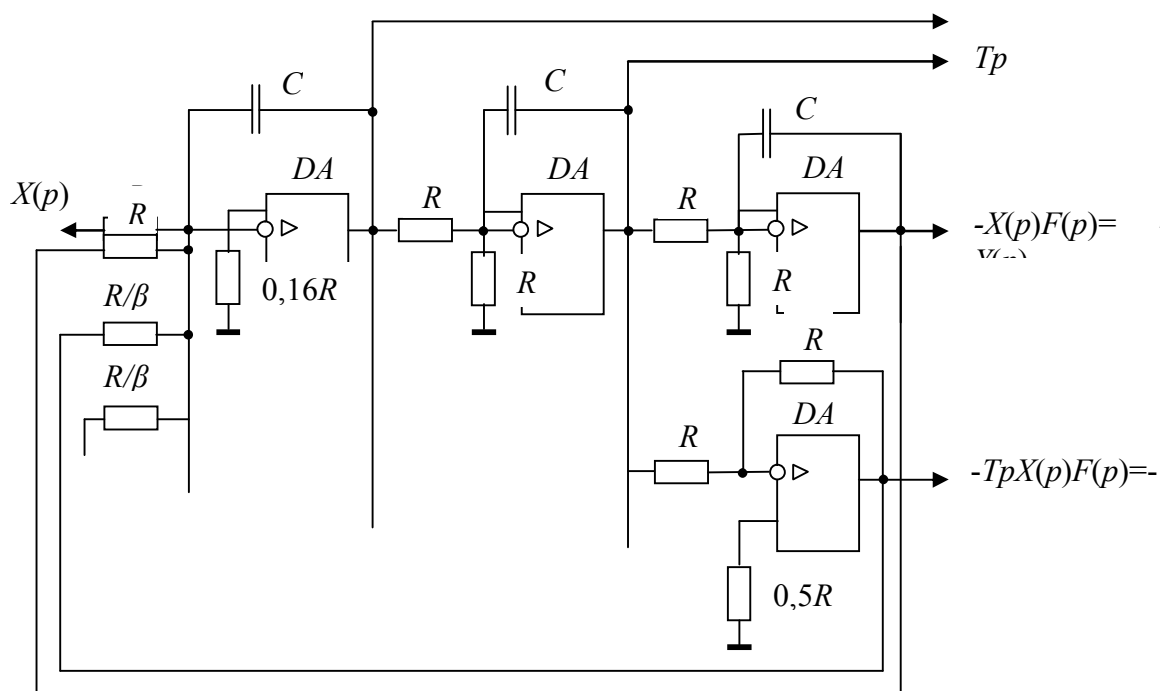 Tp
C
C
C
DA
DA
DA
X(p)
R
R
R
-X(p)F(p)=
0,16R
R
R
R/β
R/β
R
DA
R
-TpX(p)F(p)=-
0,5R